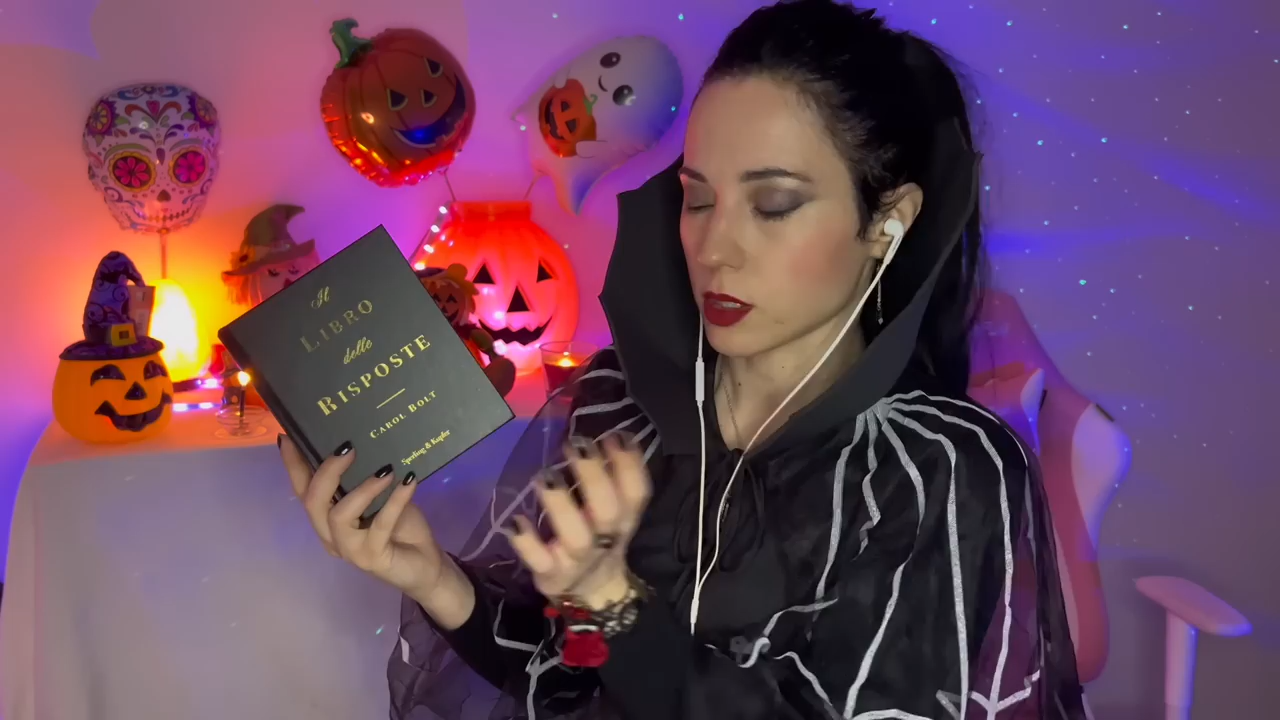 Il
LIBRO
delle
RISPOSTE
CAROL BOLT
Sperling & Kupfer